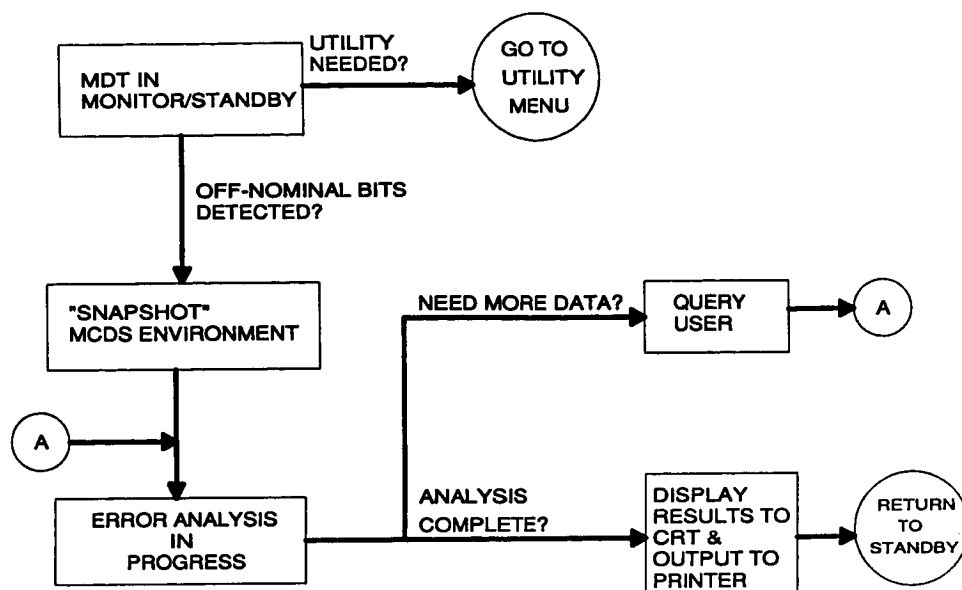 MDT IN
MONITOR/STANDBY
UTILITY
NEEDED?
GO TO
UTILITY
MENU
OFF-NOMINAL BITS
DETECTED?
"SNAPSHOT"
MCDS ENVIRONMENT
NEED MORE DATA?
QUERY
USER
A
A
ERROR ANALYSIS
IN
PROGRESS
ANALYSIS
COMPLETE?
DISPLAY
RESULTS TO
CRT &
OUTPUT TO
PRINTER
RETURN
TO
STANDBY